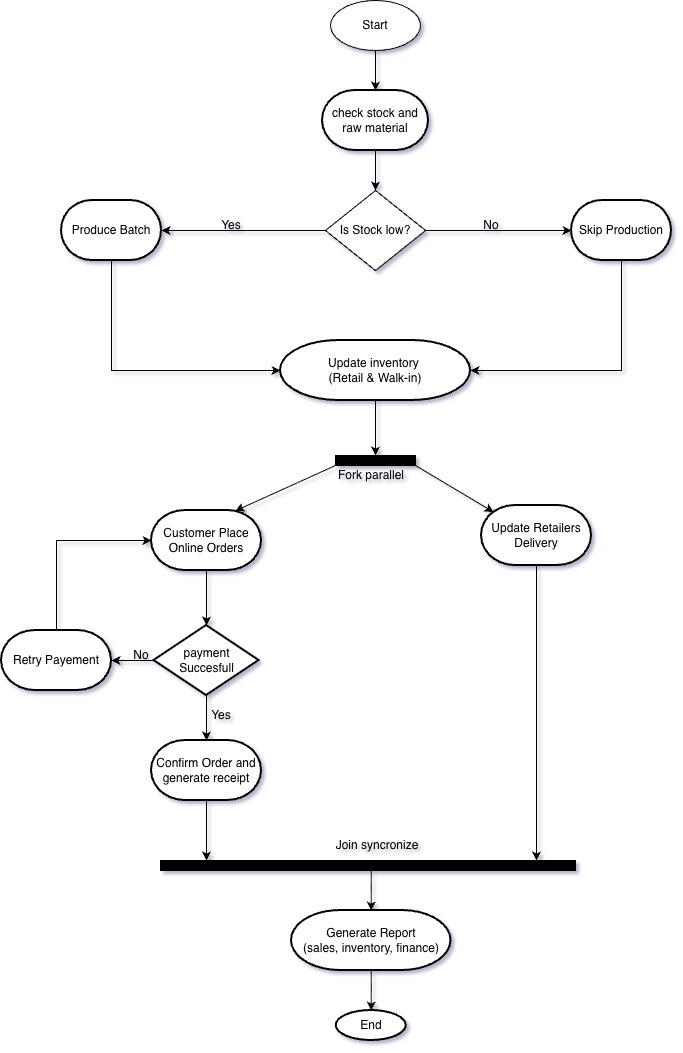 Start
check stock and
raw material
Is Stock low?
Yes
No
Produce Batch
Skip Production
Update inventory
(Retail & Walk-in)
Fork parallel
Customer Place
Online Orders
Update Retailers
Delivery
payment
Succesfull
No
Retry Payement
Yes
Confirm Order and
generate receipt
Join syncronize
Generate Report
(sales, inventory, finance)
End